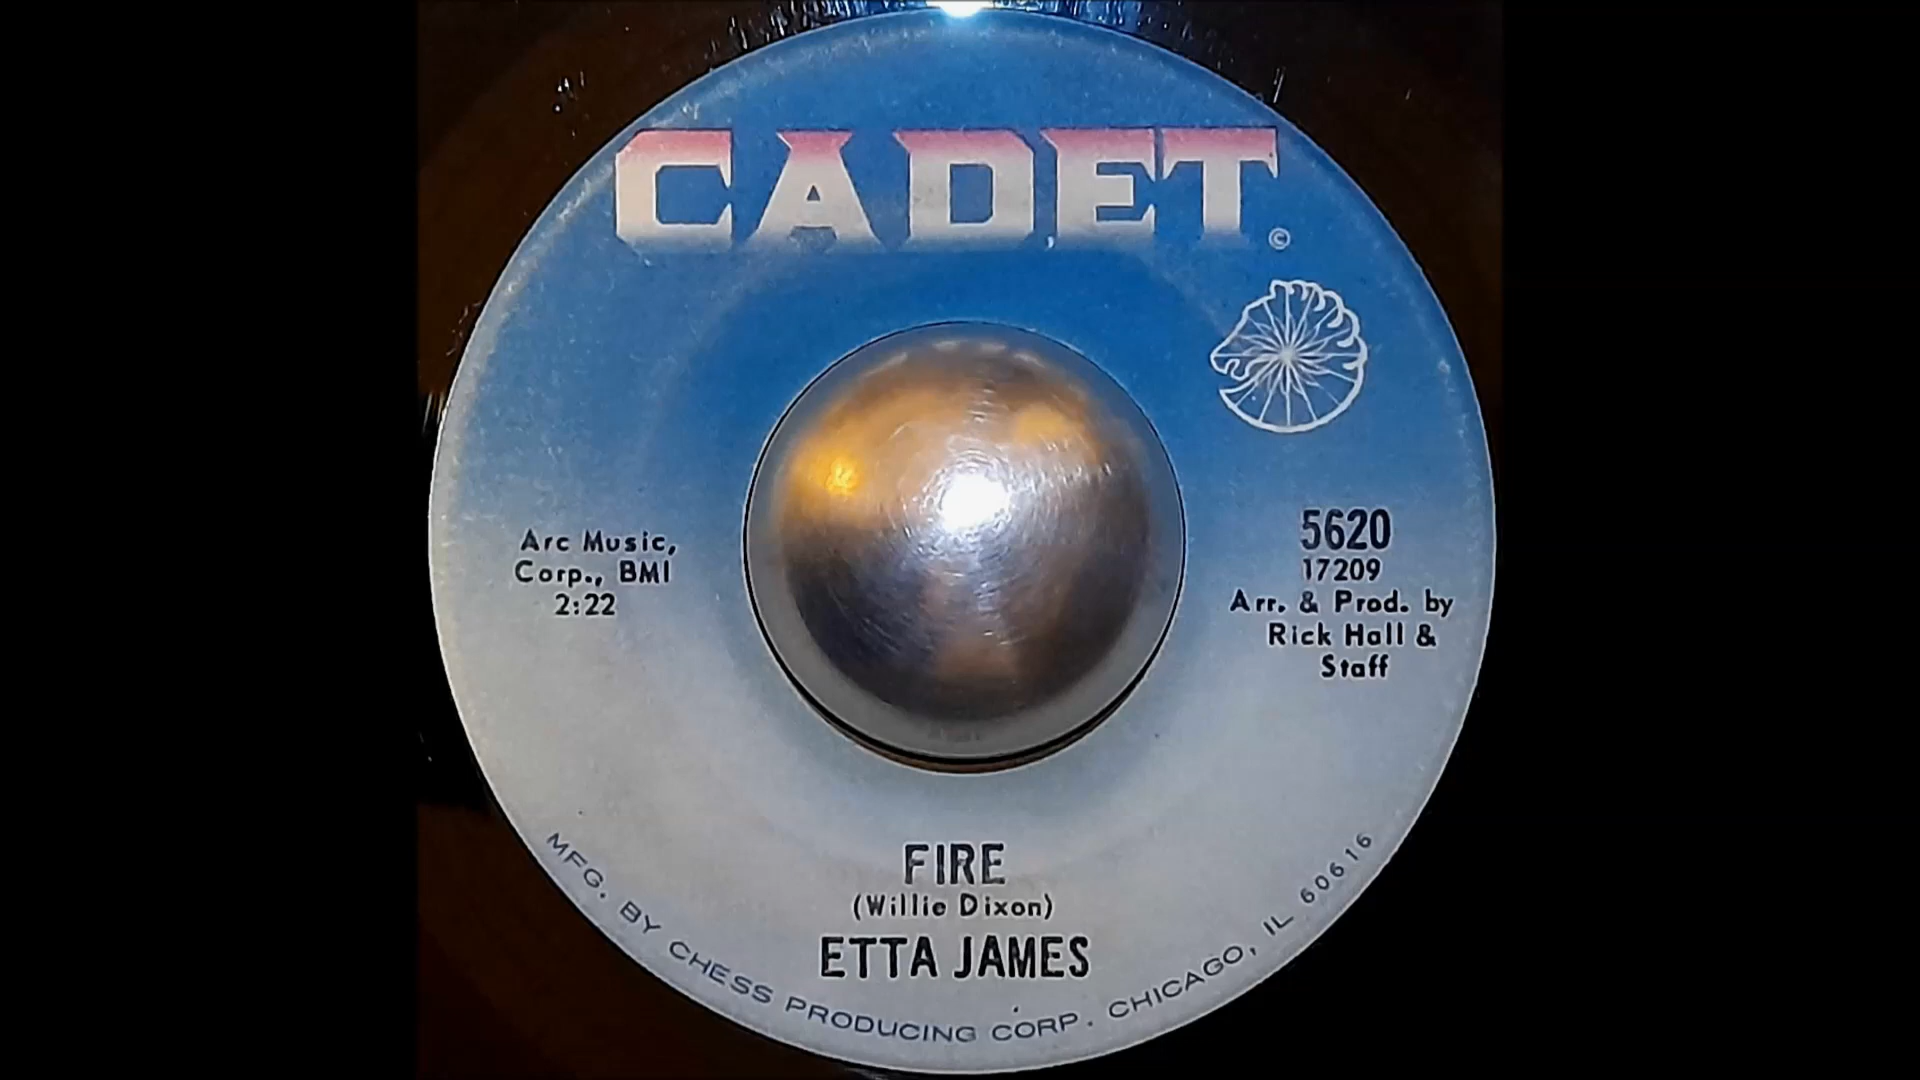 CADET
©
Arc Music,
Corp., BMI
2:22
5620
17209
Arr. & Prod. by
Rick Hall &
Staff
FIRE
(Willie Dixon)
ETTA JAMES
MFG. BY CHESS PRODUCING CORP. CHICAGO, IL 60616